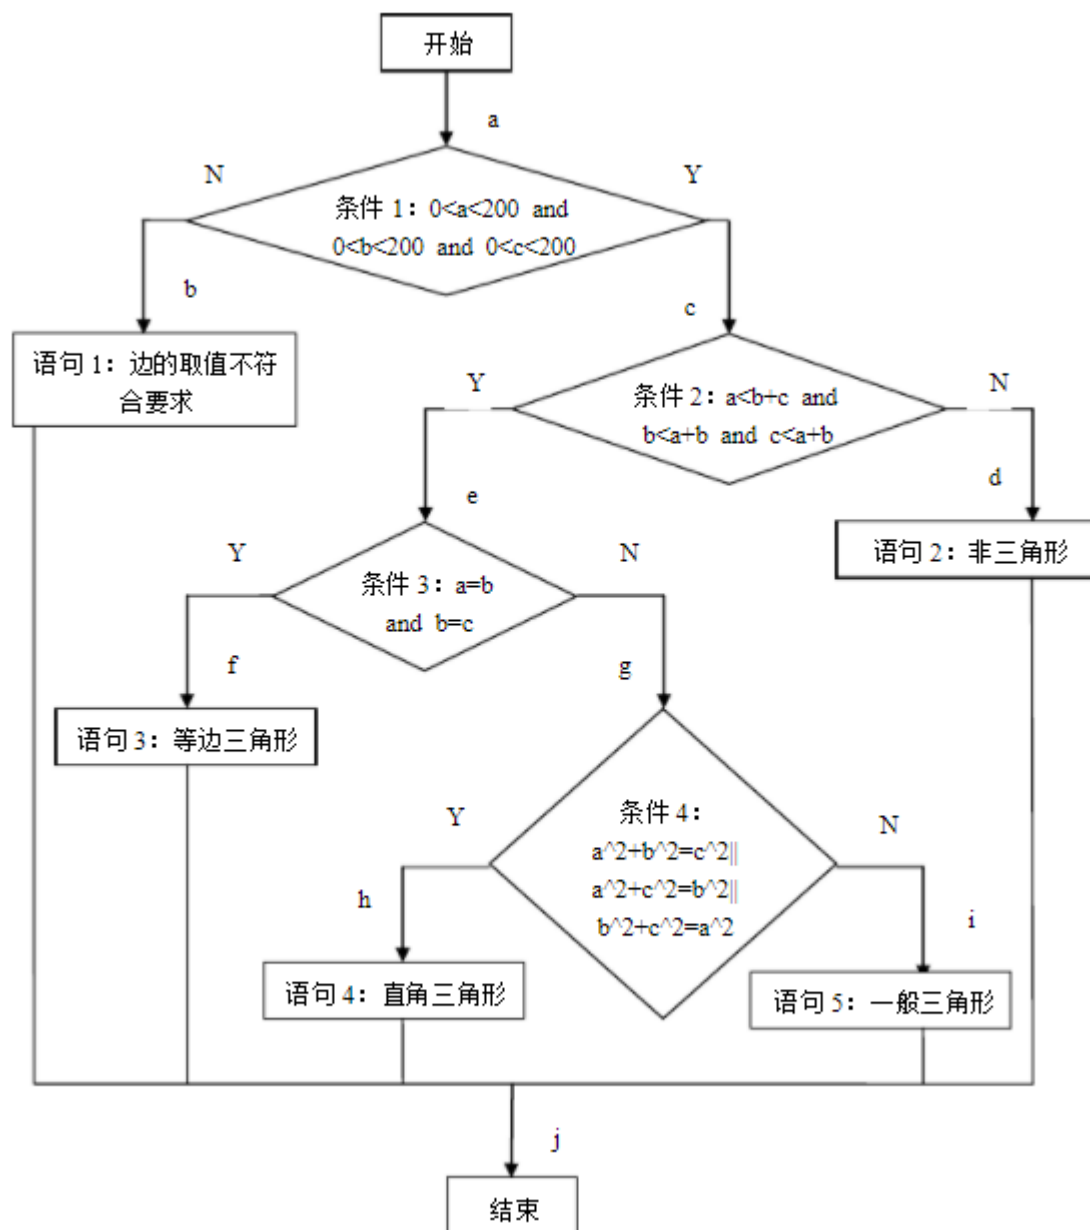 开始
a
N
Y
条件 1：0<a<200 and
0<b<200 and 0<c<200
b
c
语句 1：边的取值不符
合要求
Y
N
条件 2：a<b+c and
b<a+b and c<a+b
e
d
Y
N
语句 2：非三角形
条件 3：a=b
and b=c
f
g
语句 3：等边三角形
Y
N
条件 4：
a^2+b^2=c^2||
a^2+c^2=b^2||
b^2+c^2=a^2
h
i
语句 4：直角三角形
语句 5：一般三角形
j
结束